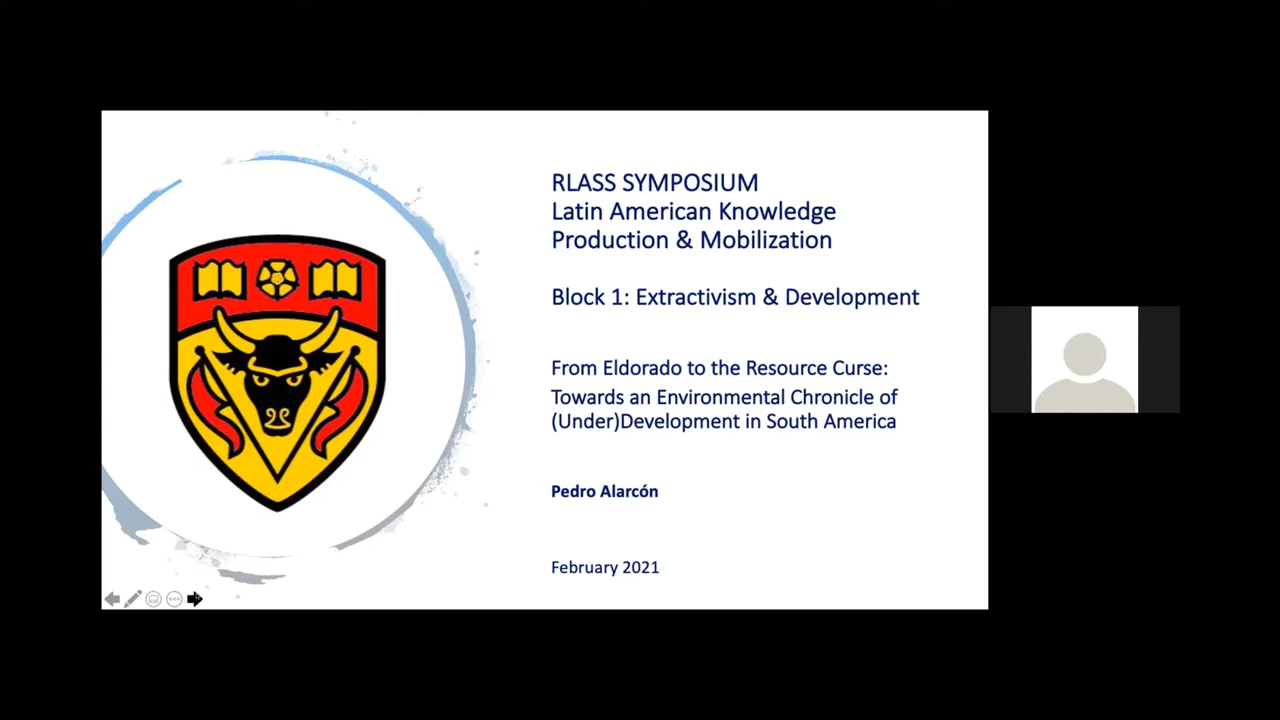 RLASS SYMPOSIUM
Latin American Knowledge
Production & Mobilization
Block 1: Extractivism & Development
From Eldorado to the Resource Curse:
Towards an Environmental Chronicle of
(Under)Development in South America
Pedro Alarcón
February 2021